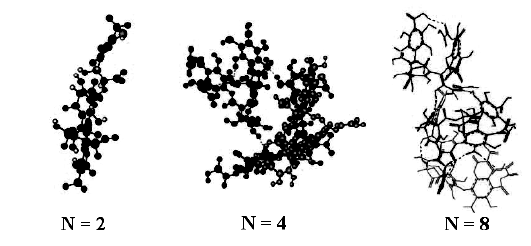 N = 2
N = 4
N = 8